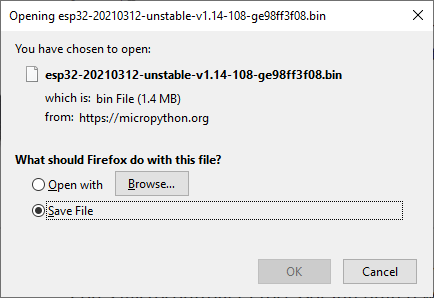 Opening esp32-20210312-unstable-v1.14-108-ge98ff3f08.bin
You have chosen to open:
esp32-20210312-unstable-v1.14-108-ge98ff3f08.bin
which is: bin File (1.4 MB)
from: https://micropython.org
What should Firefox do with this file?
Open with Browse...
Save File
OK Cancel